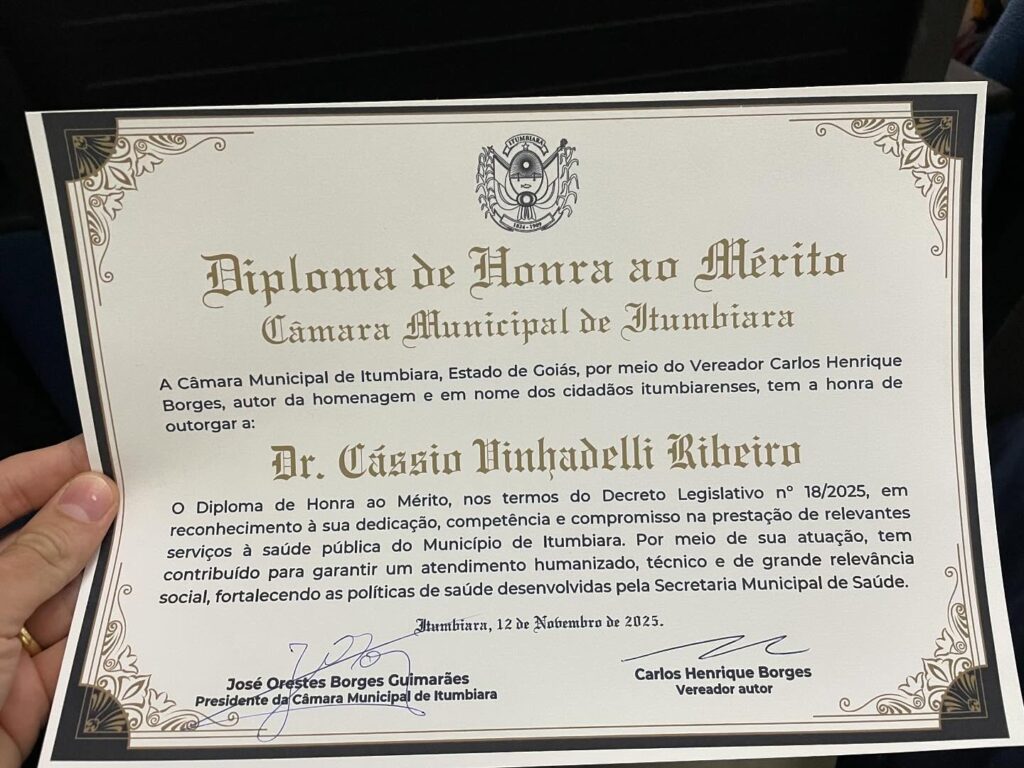 ITUMBIARA
1824 - 1909
Diploma de Honra ao Mérito
Câmara Municipal de Itumbiara
A Câmara Municipal de Itumbiara, Estado de Goiás, por meio do Vereador Carlos Henrique
Borges, autor da homenagem e em nome dos cidadãos itumbiarenses, tem a honra de
outorgar a:
Dr. Cássio Vinhadelli Ribeiro
O Diploma de Honra ao Mérito, nos termos do Decreto Legislativo nº 18/2025, em
reconhecimento à sua dedicação, competência e compromisso na prestação de relevantes
serviços à saúde pública do Município de Itumbiara. Por meio de sua atuação, tem
contribuído para garantir um atendimento humanizado, técnico e de grande relevância
social, fortalecendo as políticas de saúde desenvolvidas pela Secretaria Municipal de Saúde.
Itumbiara, 12 de Novembro de 2025.
José Orestes Borges Guimarães
Presidente da Câmara Municipal de Itumbiara
Carlos Henrique Borges
Vereador autor